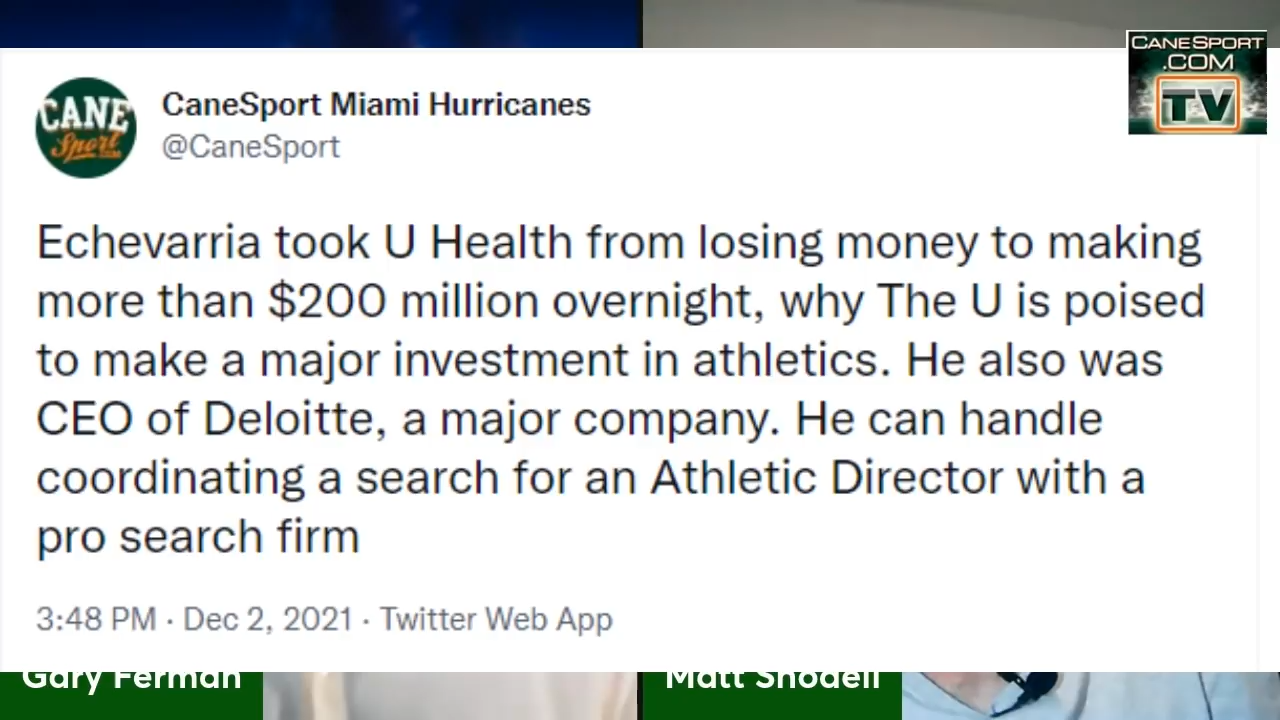 CANESPORT
.COM
TV
CANE
Sport
CaneSport Miami Hurricanes
@CaneSport
Echevarria took U Health from losing money to making
more than $200 million overnight, why The U is poised
to make a major investment in athletics. He also was
CEO of Deloitte, a major company. He can handle
coordinating a search for an Athletic Director with a
pro search firm
3:48 PM · Dec 2, 2021 · Twitter Web App
Gary Ferman
Matt Shodell